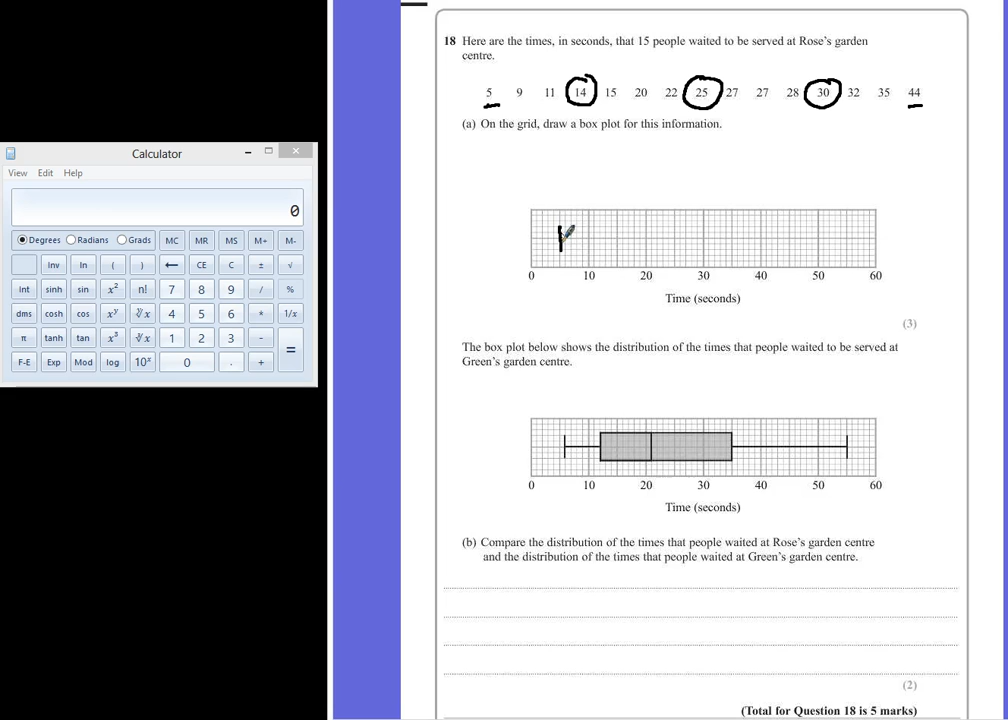 Calculator
View Edit Help
0
Degrees Radians Grads MC MR MS M+ M-
Inv ln ( ) ← CE C ± √
Int sinh sin x² n! 7 8 9 / %
dms cosh cos xʸ ʸ√x 4 5 6 * 1/x
π tanh tan x³ ³√x 1 2 3 - =
F-E Exp Mod log 10ˣ 0 . +
18 Here are the times, in seconds, that 15 people waited to be served at Rose's garden
centre.
5 9 11 14 15 20 22 25 27 27 28 30 32 35 44
(a) On the grid, draw a box plot for this information.
0 10 20 30 40 50 60
Time (seconds)
(3)
The box plot below shows the distribution of the times that people waited to be served at
Green's garden centre.
0 10 20 30 40 50 60
Time (seconds)
(b) Compare the distribution of the times that people waited at Rose's garden centre
and the distribution of the times that people waited at Green's garden centre.
(2)
(Total for Question 18 is 5 marks)